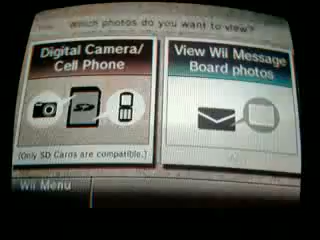 Which photos do you want to view?
Digital Camera/
Cell Phone
SD
(Only SD Cards are compatible.)
View Wii Message
Board photos
Wii Menu